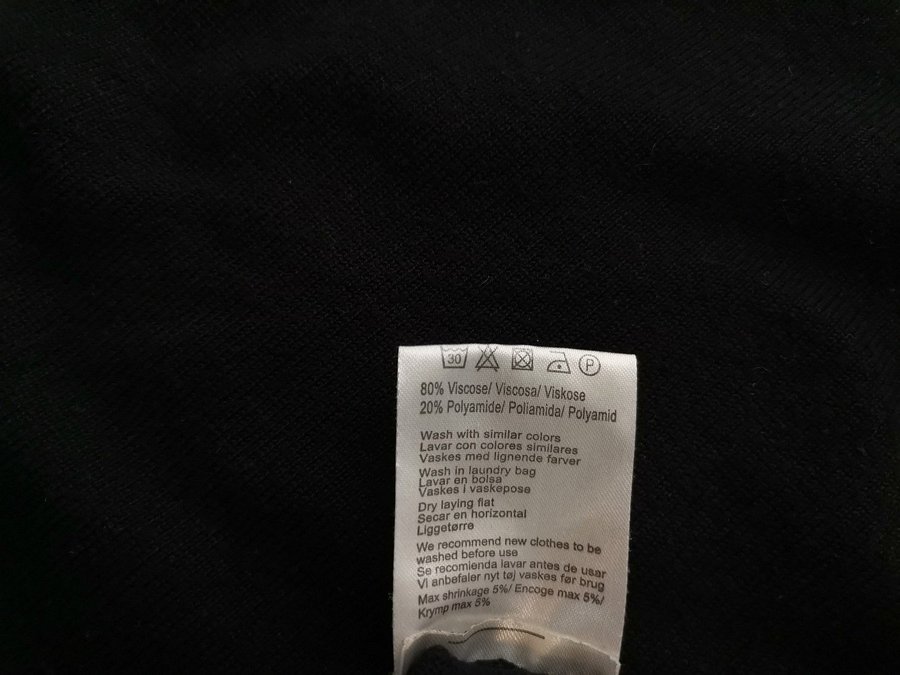 30 P
80% Viscose/ Viscosa/ Viskose
20% Polyamide/ Poliamida/ Polyamid
Wash with similar colors
Lavar con colores similares
Vaskes med lignende farver
Wash in laundry bag
Lavar en bolsa
Vaskes i vaskepose
Dry laying flat
Secar en horizontal
Liggetørre
We recommend new clothes to be
washed before use
Se recomienda lavar antes de usar
Vi anbefaler nyt tøj vaskes før brug
Max shrinkage 5%/ Encoge max 5%/
Krymp max 5%